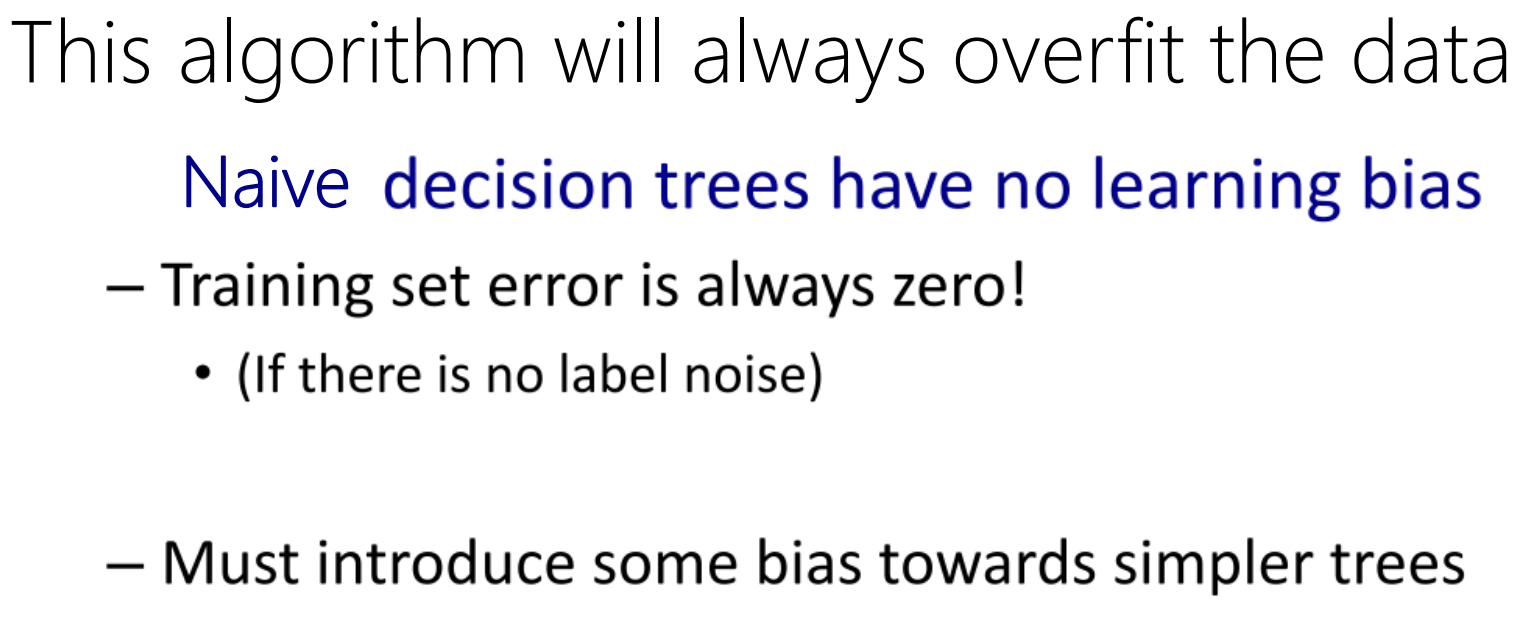 This algorithm will always overfit the data
Naive decision trees have no learning bias
– Training set error is always zero!
• (If there is no label noise)
– Must introduce some bias towards simpler trees